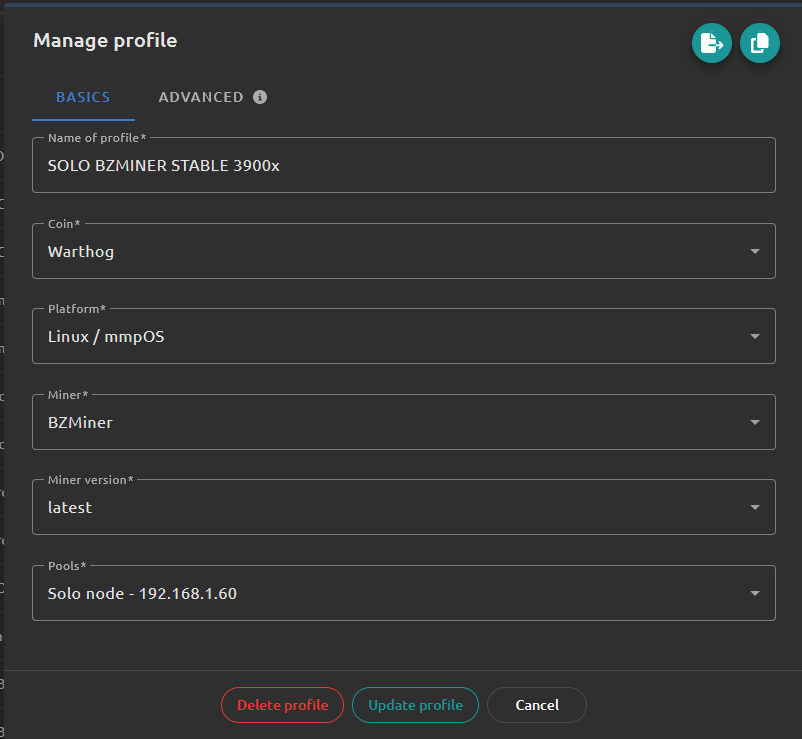 Manage profile
BASICS ADVANCED
Name of profile*
SOLO BZMINER STABLE 3900x
Coin*
Warthog
Platform*
Linux / mmpOS
Miner*
BZMiner
Miner version*
latest
Pools*
Solo node - 192.168.1.60
Delete profile Update profile Cancel